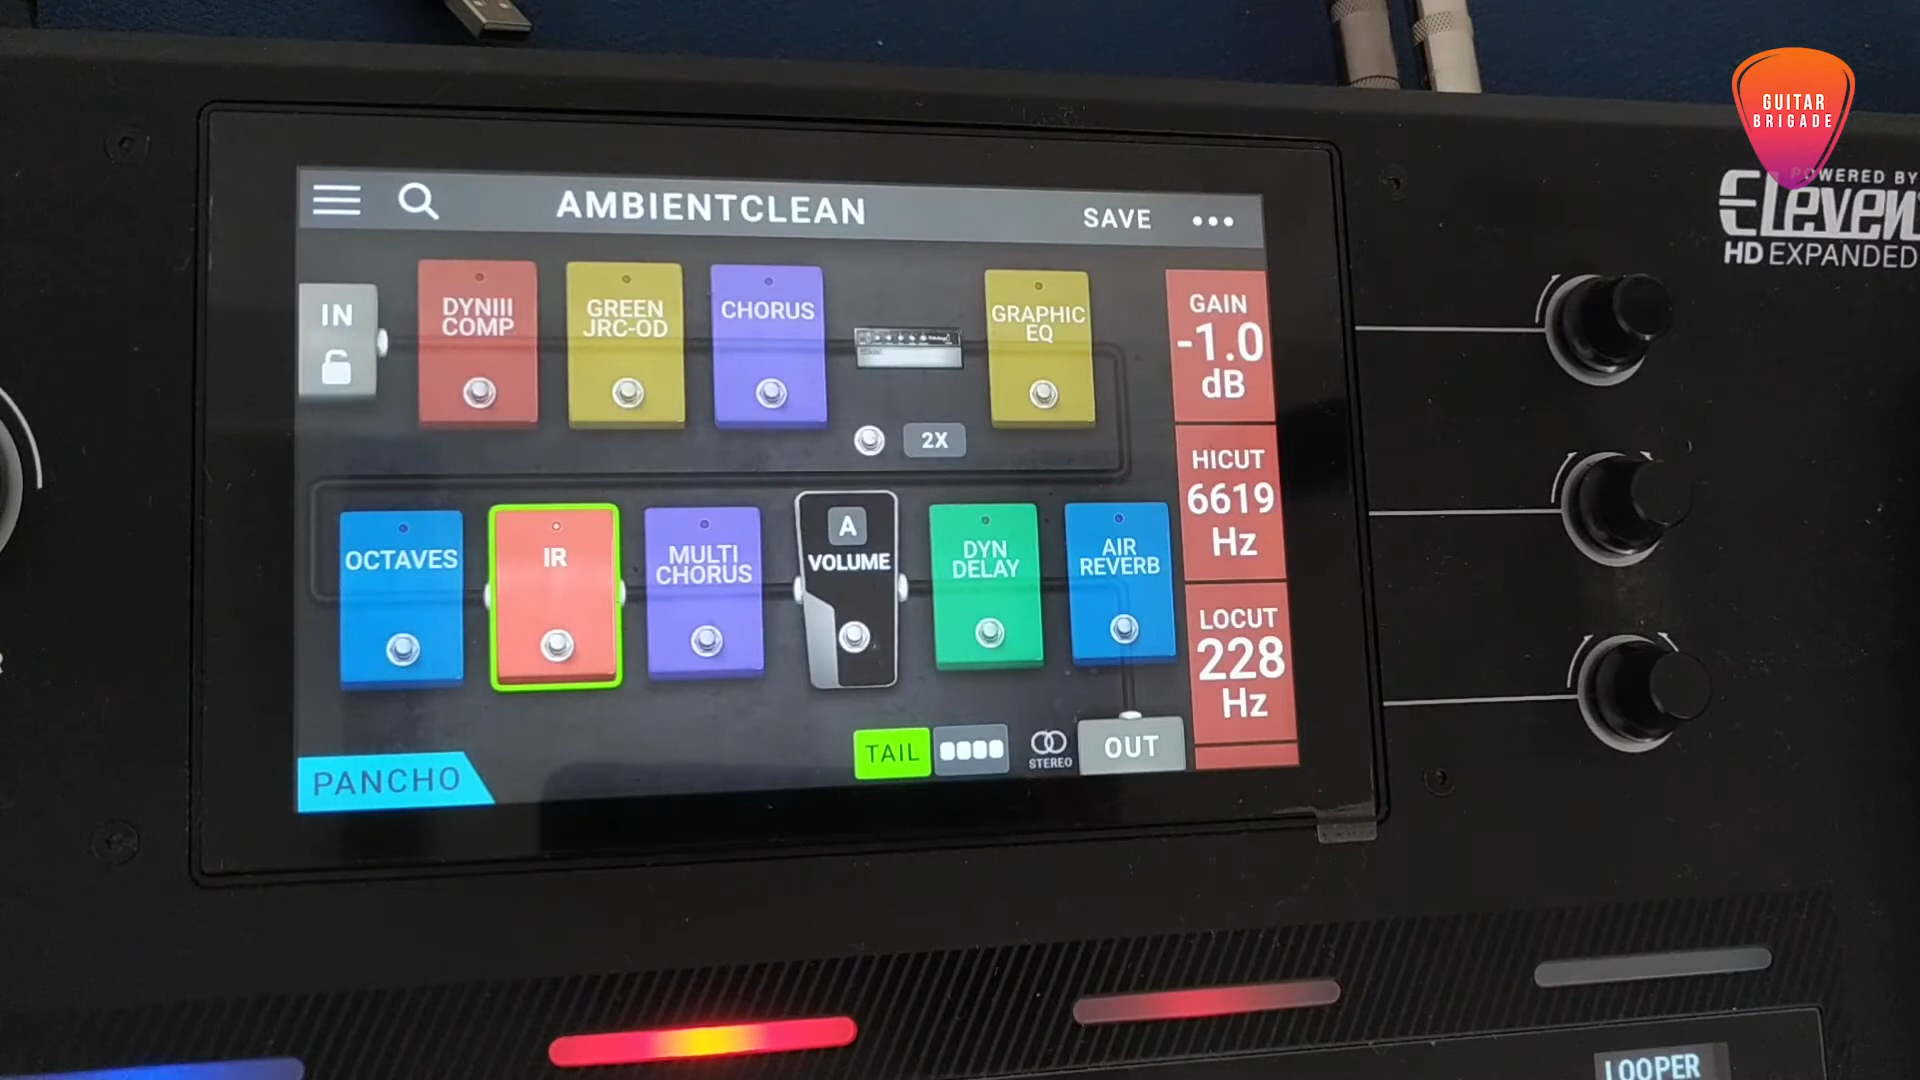 GUITAR
BRIGADE
POWERED BY
Eleven
HD EXPANDED
AMBIENTCLEAN
SAVE
IN
DYNIII
COMP
GREEN
JRC-OD
CHORUS
GRAPHIC
EQ
2X
GAIN
-1.0
dB
HICUT
6619
Hz
LOCUT
228
Hz
OCTAVES
IR
MULTI
CHORUS
A
VOLUME
DYN
DELAY
AIR
REVERB
TAIL
STEREO
OUT
PANCHO
LOOPER